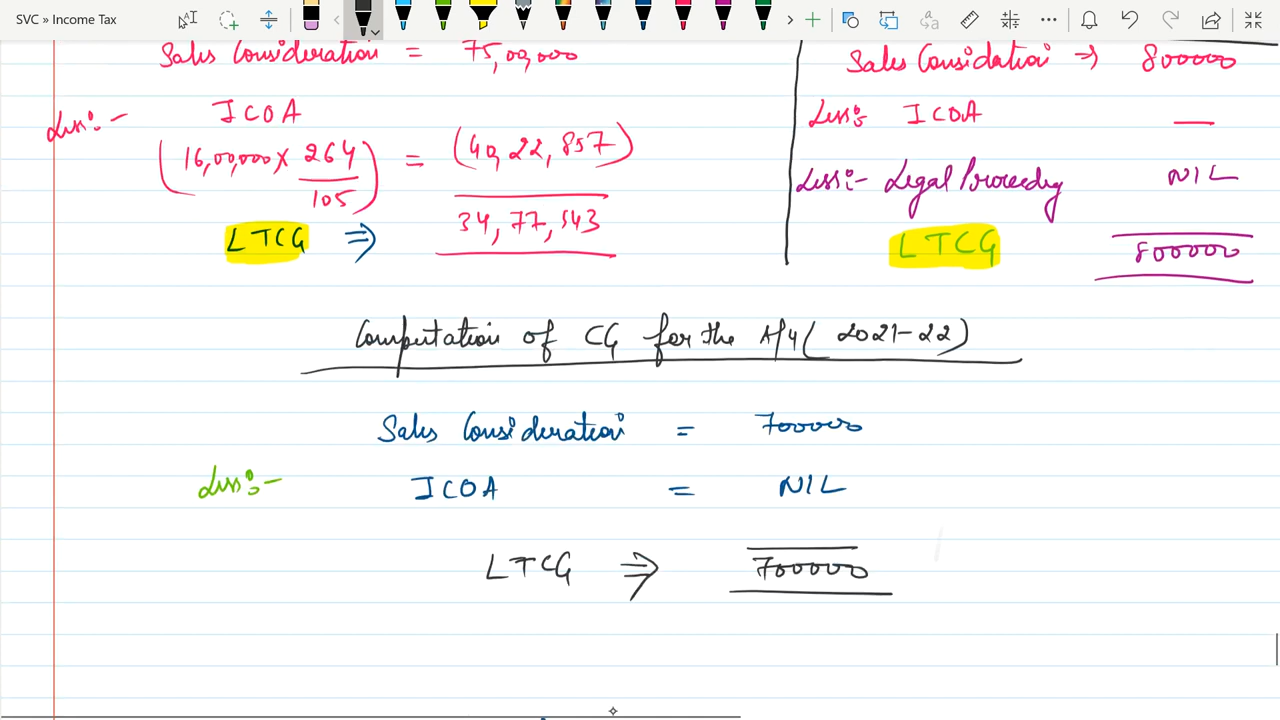 SVC » Income Tax
Sales Consideration = 75,00,000
Less:- ICOA
(16,00,000 x 264/105) = (40,22,857)
34,77,143
LTCG ⇒
Sales Considation → 800000
Less:- ICOA —
Less:- Legal Proceedng NIL
LTCG 800000
Computation of CG for the A/Y ( 2021-22)
Sales Consideration = 700000
Less:- ICOA = NIL
LTCG ⇒ 700000